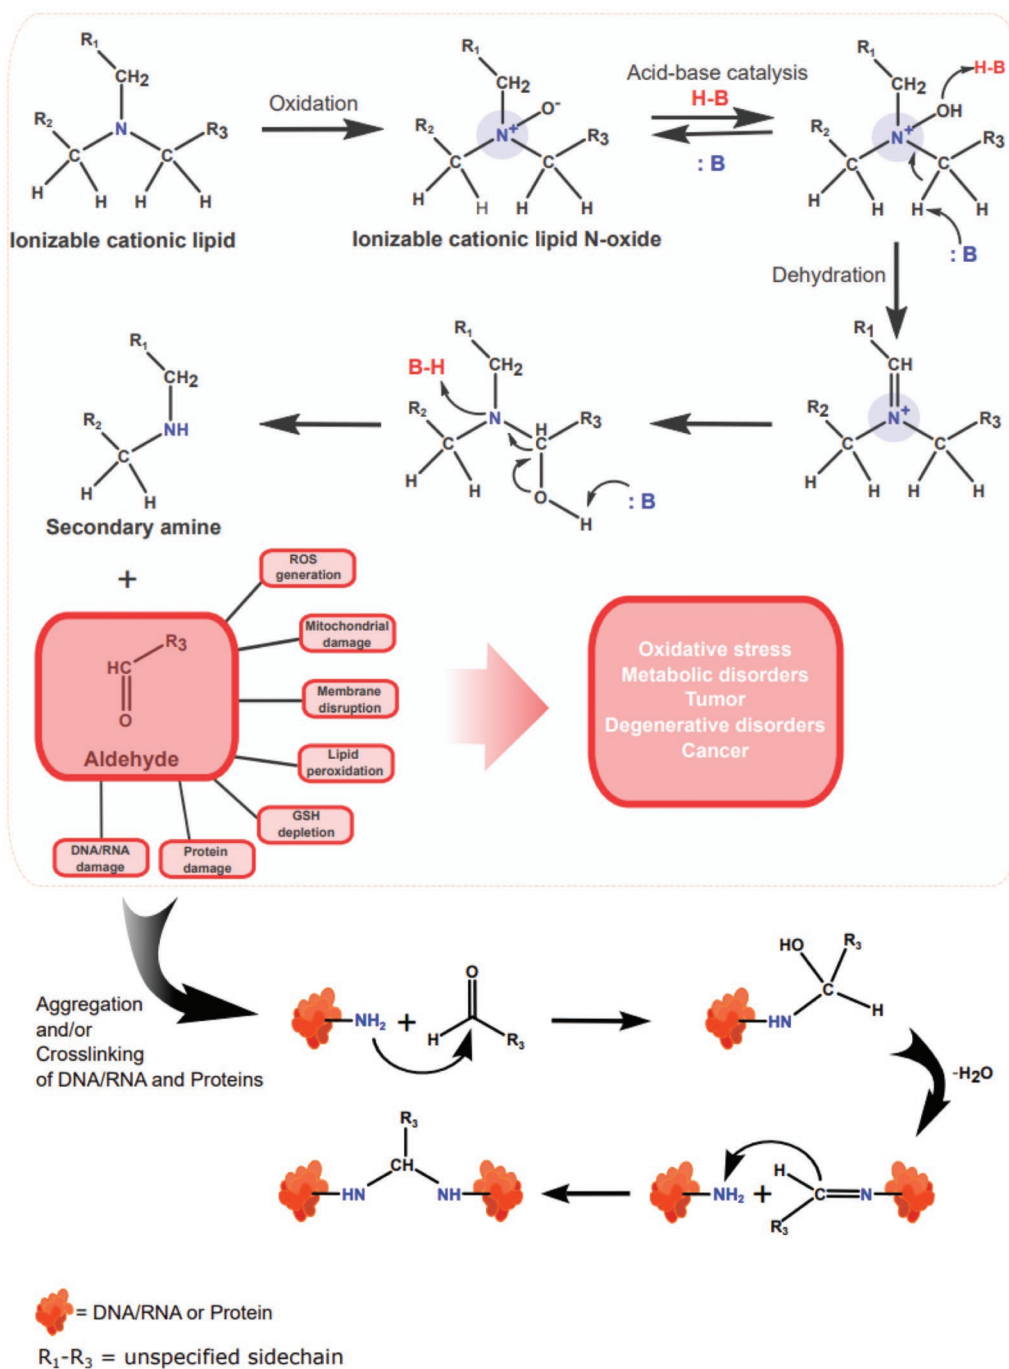 R1
CH2
R2
N
R3
C
C
H
H
H
H
Ionizable cationic lipid
Oxidation
R1
CH2
O-
R2
N+
R3
C
C
H
H
H
H
Ionizable cationic lipid N-oxide
Acid-base catalysis
H-B
: B
R1
H-B
C
OH
R2
N+
R3
C
C
H
H
H
H
: B
Dehydration
R1
CH
R2
N+
R3
C
C
H
H
H
H
R1
B-H
CH2
R2
N
H
C
R3
C
H
H
O
H
: B
R1
CH2
R2
NH
C
H
H
Secondary amine
+
R3
HC
O
Aldehyde
ROS
generation
Mitochondrial
damage
Membrane
disruption
Lipid
peroxidation
GSH
depletion
Protein
damage
DNA/RNA
damage
Oxidative stress
Metabolic disorders
Tumor
Degenerative disorders
Cancer
Aggregation
and/or
Crosslinking
of DNA/RNA and Proteins
NH2 +
O
H
R3
HO
R3
C
H
HN
-H2O
NH2 +
H
C
N
R3
R3
CH
HN
NH
= DNA/RNA or Protein
R1-R3 = unspecified sidechain